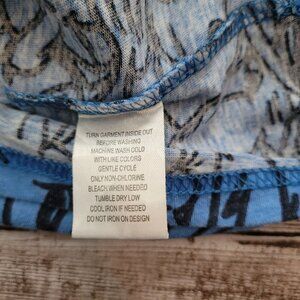 TURN GARMENT INSIDE OUT
BEFORE WASHING
MACHINE WASH COLD
WITH LIKE COLORS
GENTLE CYCLE
ONLY NON-CHLORINE
BLEACH WHEN NEEDED
TUMBLE DRY LOW
COOL IRON IF NEEDED
DO NOT IRON ON DESIGN